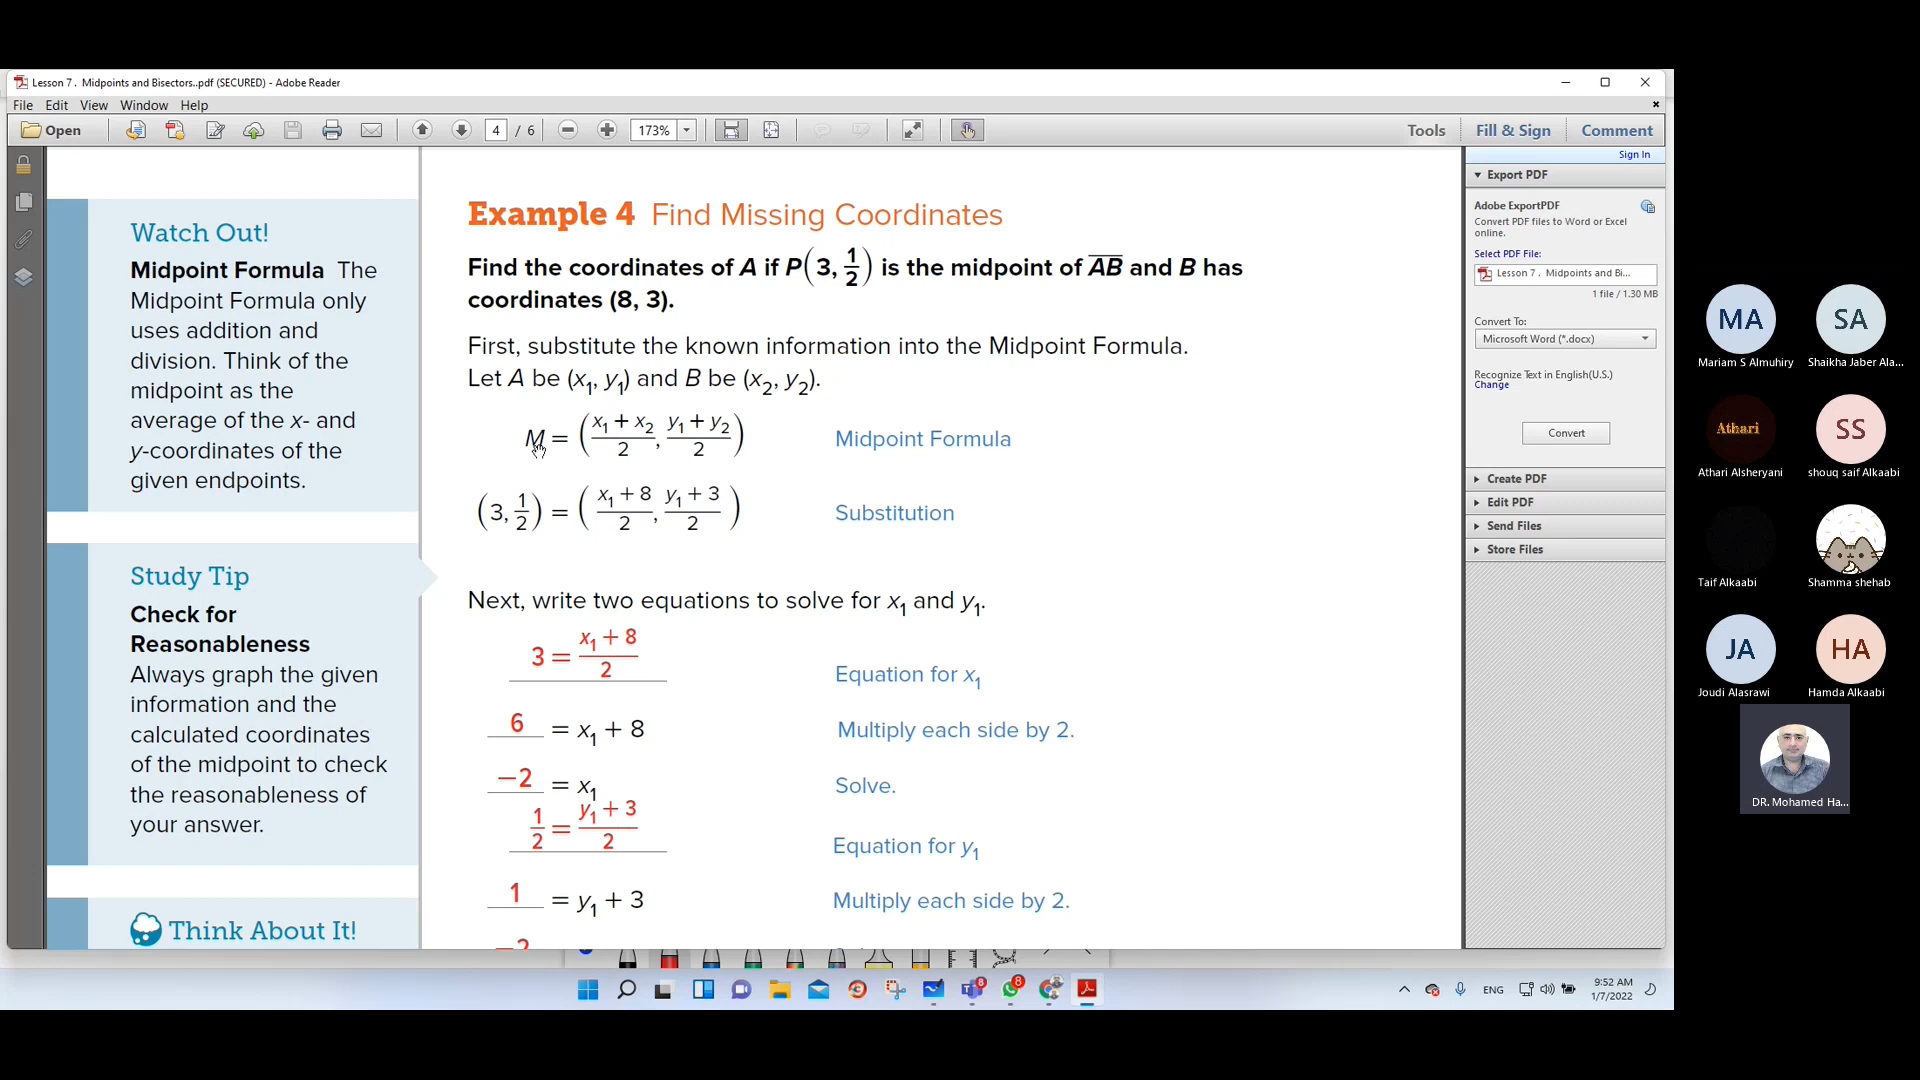 Lesson 7 . Midpoints and Bisectors..pdf (SECURED) - Adobe Reader
File Edit View Window Help
Open 4 / 6 173% Tools Fill & Sign Comment
Watch Out!
Midpoint Formula The
Midpoint Formula only
uses addition and
division. Think of the
midpoint as the
average of the x- and
y-coordinates of the
given endpoints.
Study Tip
Check for
Reasonableness
Always graph the given
information and the
calculated coordinates
of the midpoint to check
the reasonableness of
your answer.
Think About It!
Example 4 Find Missing Coordinates
Find the coordinates of A if P(3, 1/2) is the midpoint of AB and B has
coordinates (8, 3).
First, substitute the known information into the Midpoint Formula.
Let A be (x₁, y₁) and B be (x₂, y₂).
M = ((x₁ + x₂)/2, (y₁ + y₂)/2) Midpoint Formula
(3, 1/2) = ((x₁ + 8)/2, (y₁ + 3)/2) Substitution
Next, write two equations to solve for x₁ and y₁.
3 = (x₁ + 8)/2 Equation for x₁
6 = x₁ + 8 Multiply each side by 2.
−2 = x₁ Solve.
1/2 = (y₁ + 3)/2 Equation for y₁
1 = y₁ + 3 Multiply each side by 2.
Sign In
Export PDF
Adobe ExportPDF
Convert PDF files to Word or Excel
online.
Select PDF File:
Lesson 7 . Midpoints and Bi...
1 file / 1.30 MB
Convert To:
Microsoft Word (*.docx)
Recognize Text in English(U.S.)
Change
Convert
Create PDF
Edit PDF
Send Files
Store Files
MA SA
Mariam S Almuhiry Shaikha Jaber Ala...
Athari SS
Athari Alsheryani shouq saif Alkaabi
Taif Alkaabi Shamma shehab
JA HA
Joudi Alasrawi Hamda Alkaabi
DR. Mohamed Ha...
8 8
ENG
9:52 AM
1/7/2022